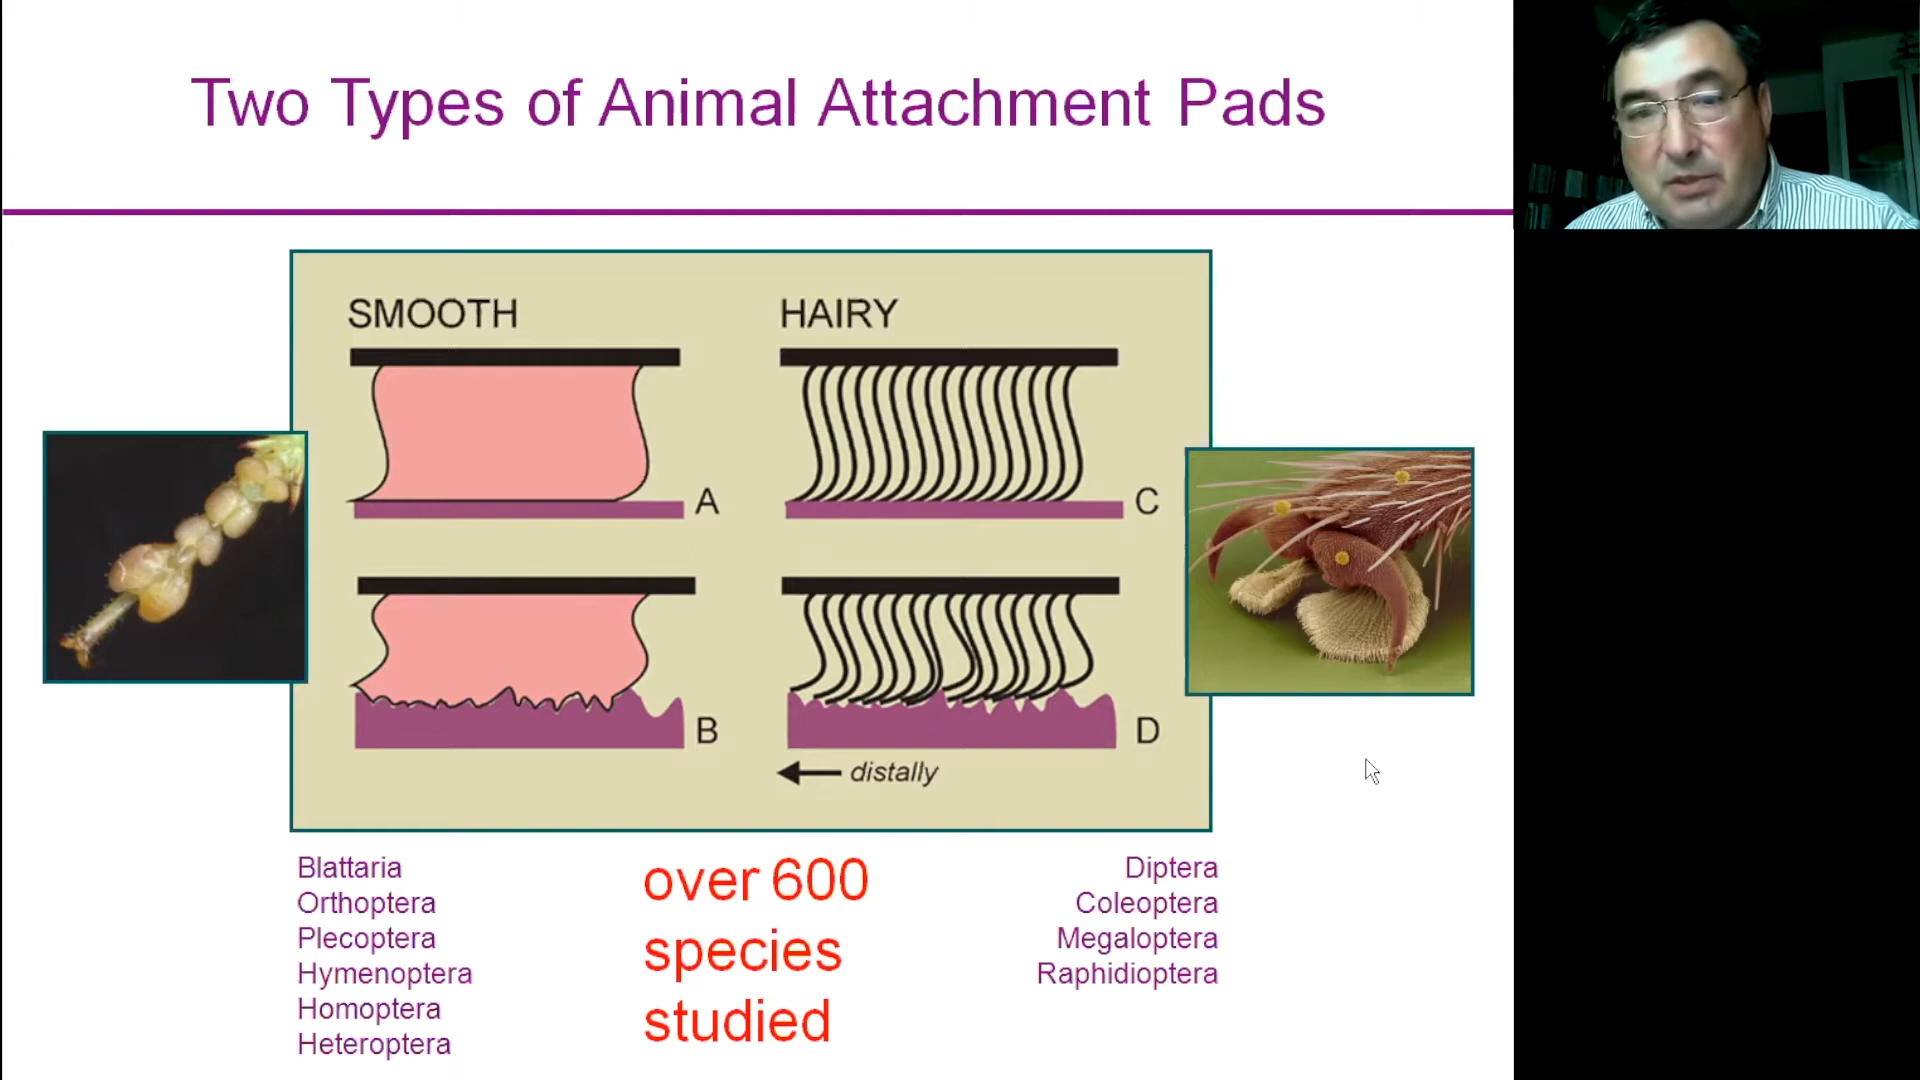 Two Types of Animal Attachment Pads
SMOOTH
HAIRY
A
C
B
D
distally
Blattaria
Orthoptera
Plecoptera
Hymenoptera
Homoptera
Heteroptera
over 600
species
studied
Diptera
Coleoptera
Megaloptera
Raphidioptera